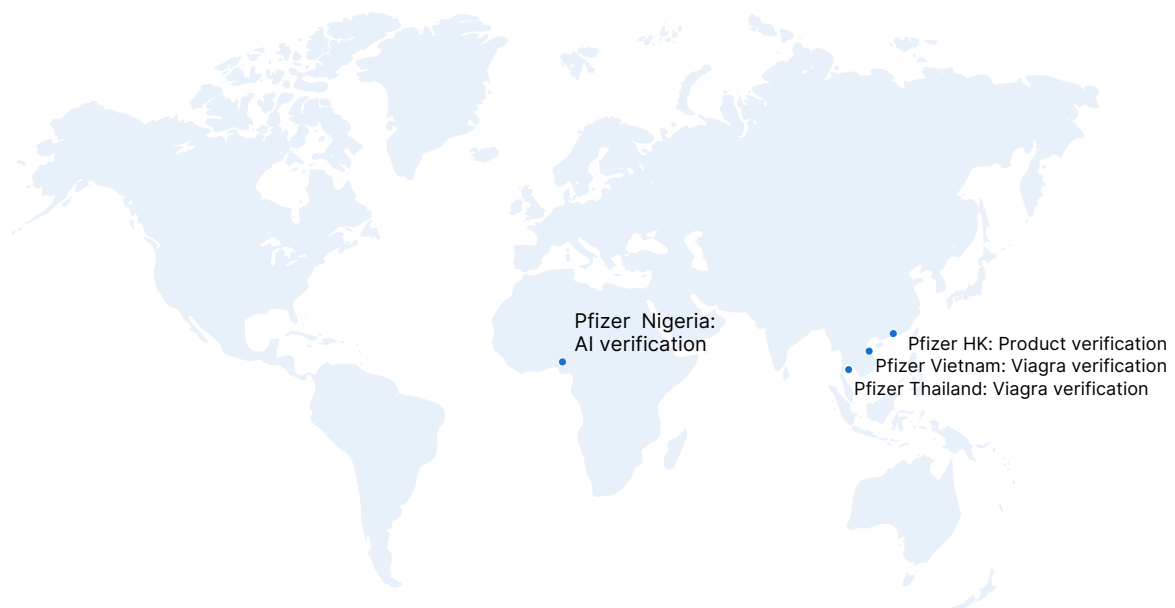 Pfizer Nigeria:
AI verification
Pfizer HK: Product verification
Pfizer Vietnam: Viagra verification
Pfizer Thailand: Viagra verification